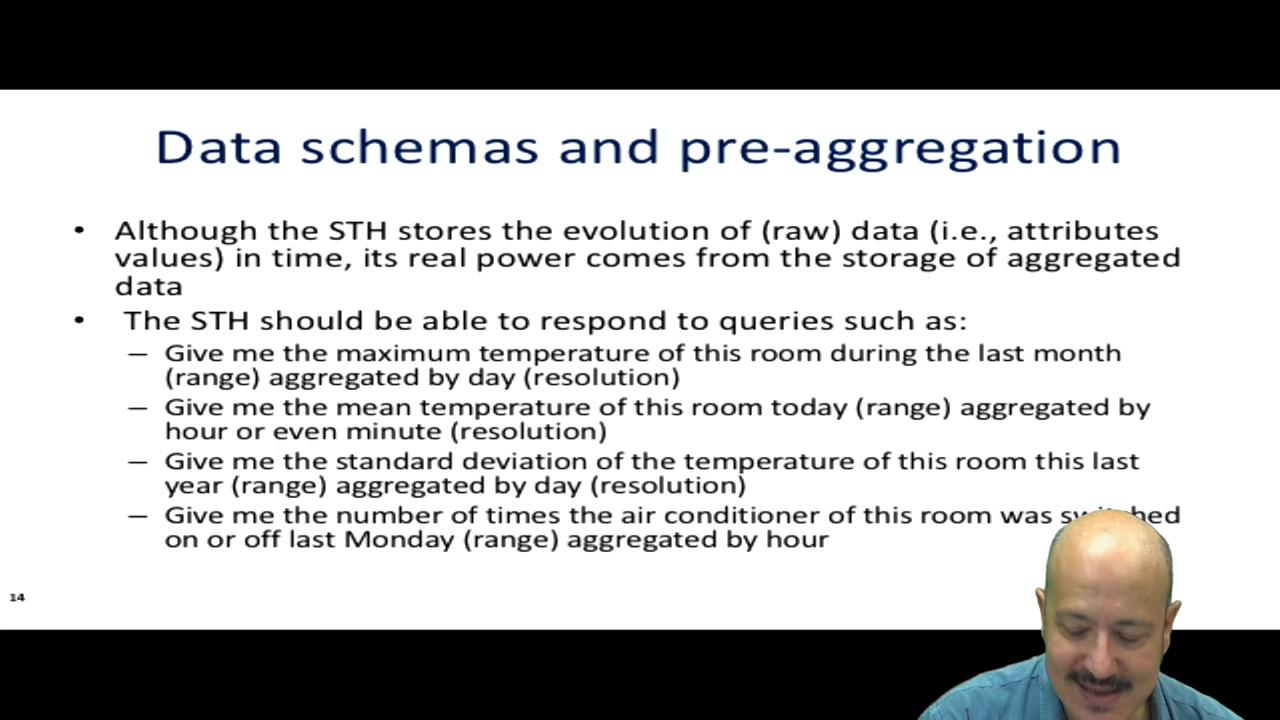 Data schemas and pre-aggregation
• Although the STH stores the evolution of (raw) data (i.e., attributes
values) in time, its real power comes from the storage of aggregated
data
• The STH should be able to respond to queries such as:
– Give me the maximum temperature of this room during the last month
(range) aggregated by day (resolution)
– Give me the mean temperature of this room today (range) aggregated by
hour or even minute (resolution)
– Give me the standard deviation of the temperature of this room this last
year (range) aggregated by day (resolution)
– Give me the number of times the air conditioner of this room was switched
on or off last Monday (range) aggregated by hour
14